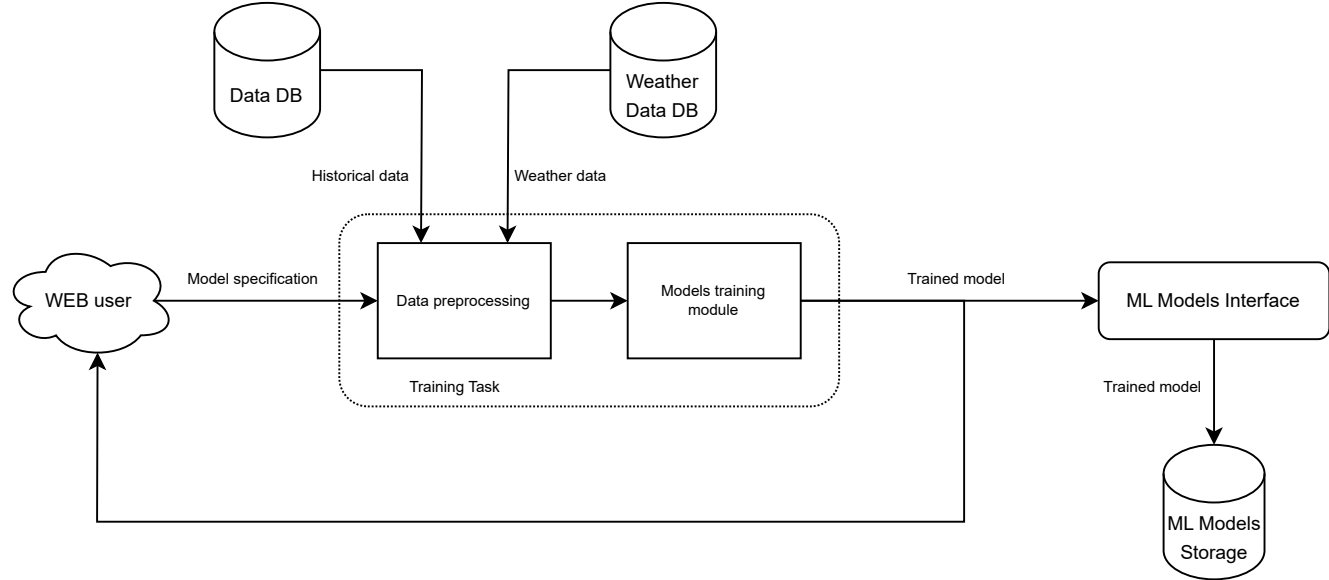 Data DB
Weather
Data DB
Historical data
Weather data
WEB user
Model specification
Data preprocessing
Models training
module
Trained model
ML Models Interface
Training Task
Trained model
ML Models
Storage